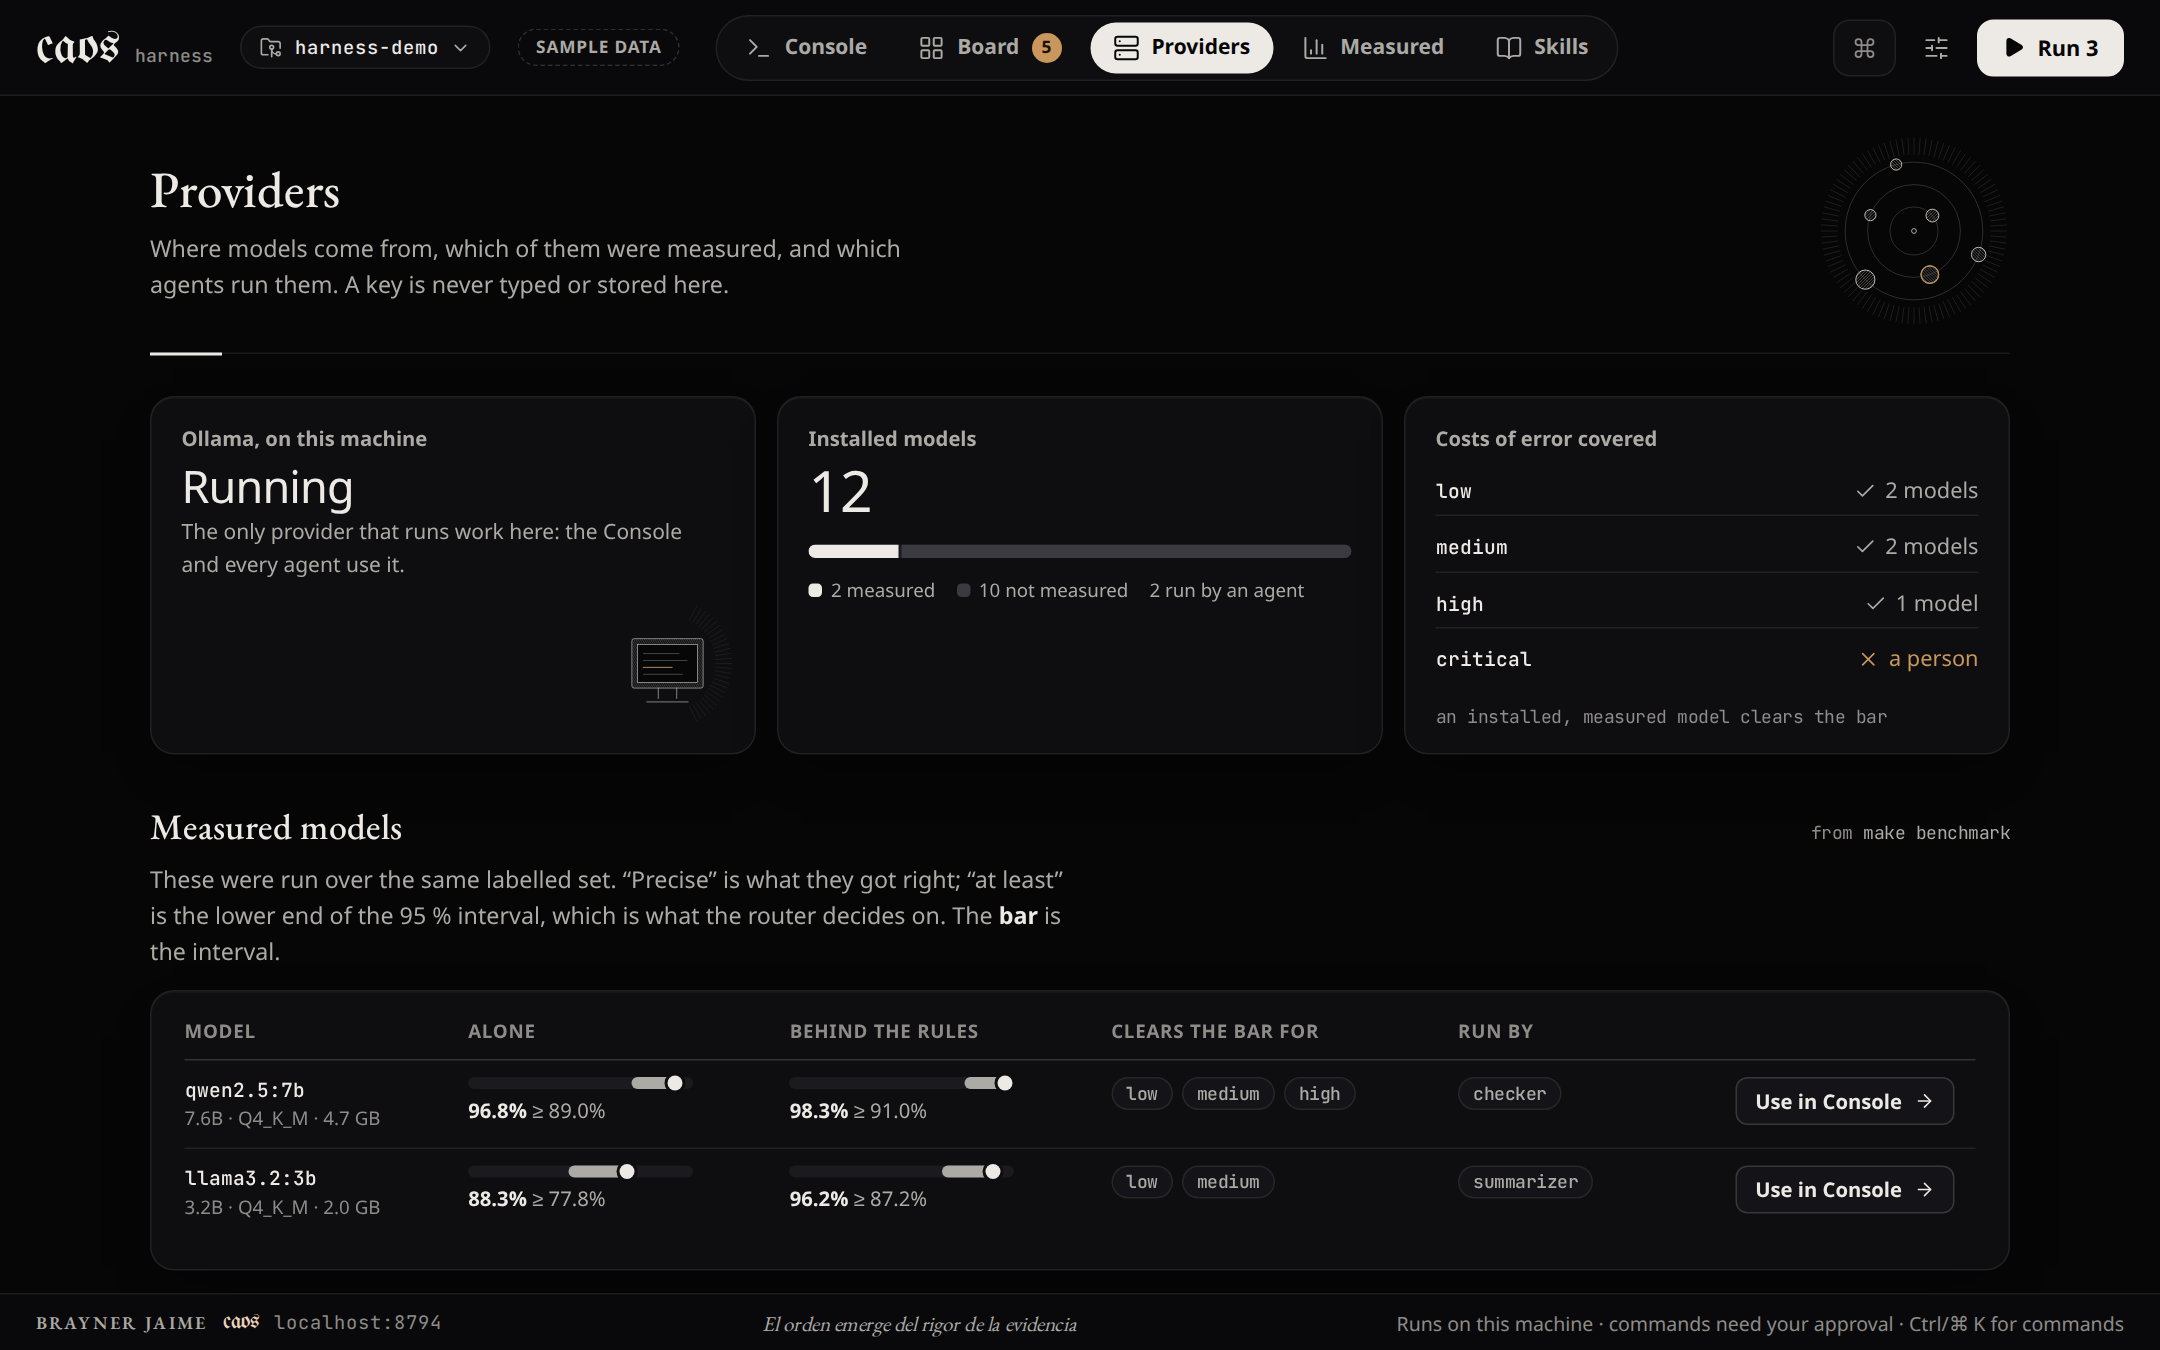 caos harness
harness-demo
SAMPLE DATA
Console
Board 5
Providers
Measured
Skills
⌘
Run 3
Providers
Where models come from, which of them were measured, and which
agents run them. A key is never typed or stored here.
Ollama, on this machine
Running
The only provider that runs work here: the Console
and every agent use it.
Installed models
12
2 measured 10 not measured 2 run by an agent
Costs of error covered
low ✓ 2 models
medium ✓ 2 models
high ✓ 1 model
critical × a person
an installed, measured model clears the bar
Measured models
from make benchmark
These were run over the same labelled set. “Precise” is what they got right; “at least”
is the lower end of the 95 % interval, which is what the router decides on. The bar is
the interval.
MODEL ALONE BEHIND THE RULES CLEARS THE BAR FOR RUN BY
qwen2.5:7b
7.6B · Q4_K_M · 4.7 GB
96.8% ≥ 89.0%
98.3% ≥ 91.0%
low medium high
checker
Use in Console →
llama3.2:3b
3.2B · Q4_K_M · 2.0 GB
88.3% ≥ 77.8%
96.2% ≥ 87.2%
low medium
summarizer
Use in Console →
BRAYNER JAIME caos localhost:8794
El orden emerge del rigor de la evidencia
Runs on this machine · commands need your approval · Ctrl/⌘ K for commands